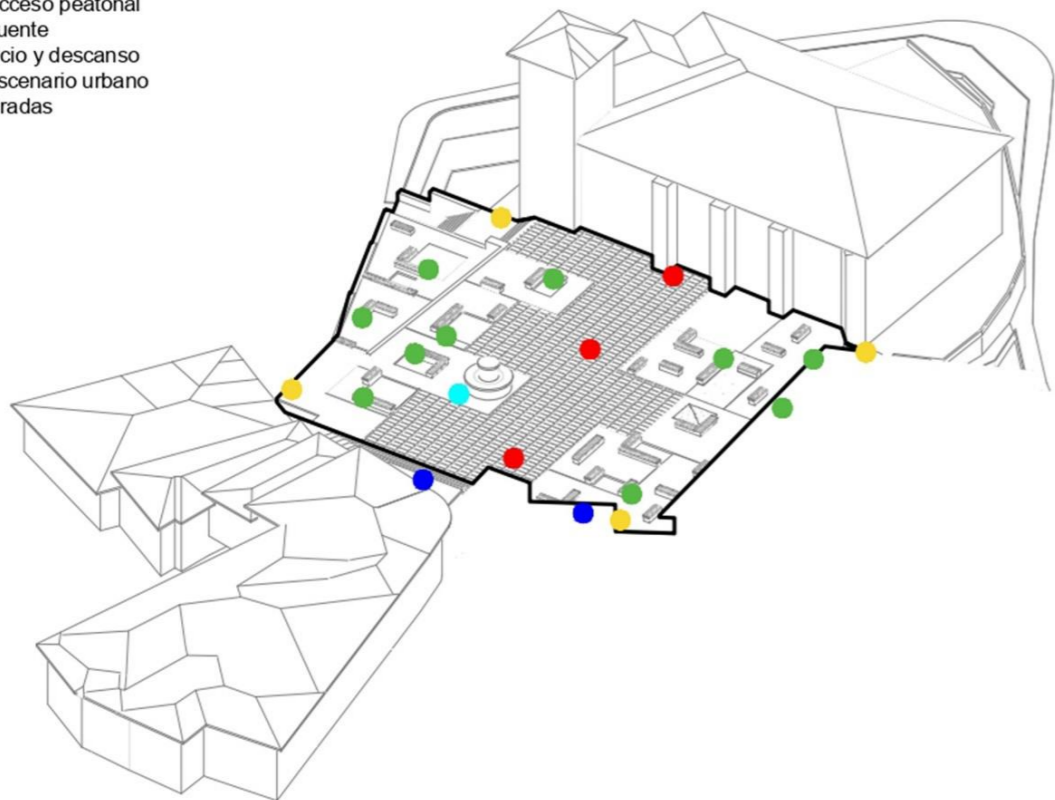 cceso peatonal
uente
cio y descanso
scenario urbano
radas